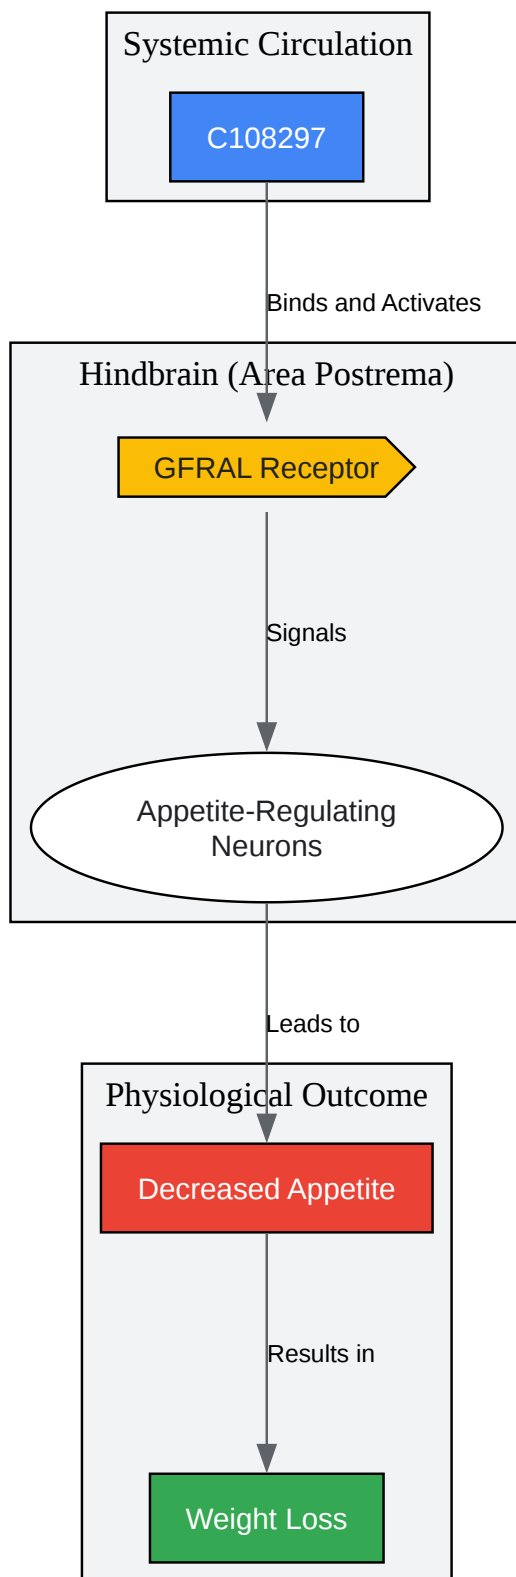 Systemic Circulation
C108297
Binds and Activates
Hindbrain (Area Postrema)
GFRAL Receptor
Signals
Appetite-Regulating
Neurons
Leads to
Physiological Outcome
Decreased Appetite
Results in
Weight Loss